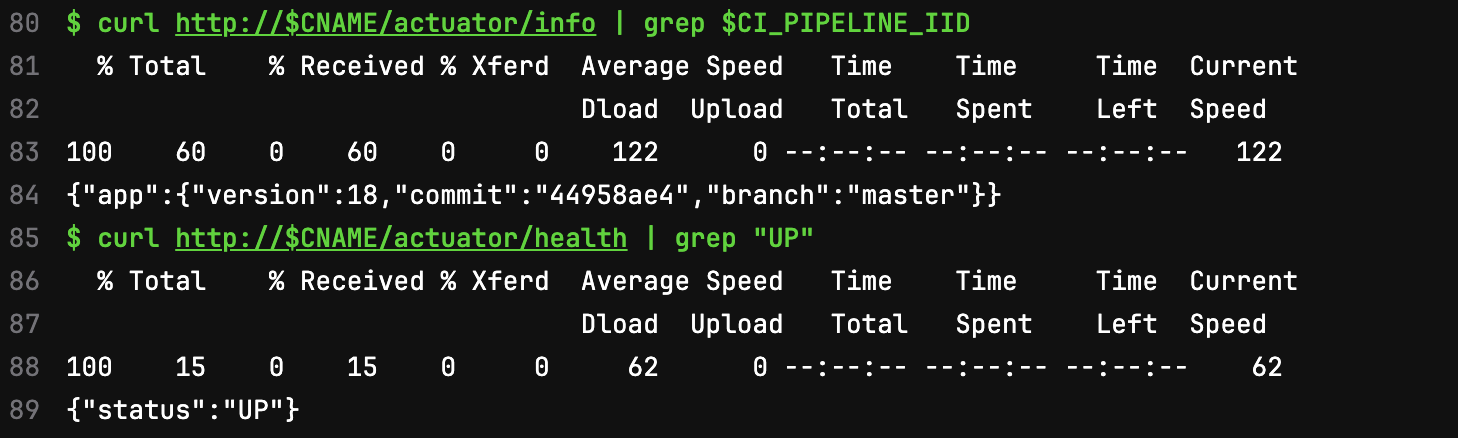 80 $ curl http://$CNAME/actuator/info | grep $CI_PIPELINE_IID
81 % Total % Received % Xferd Average Speed Time Time Time Current
82 Dload Upload Total Spent Left Speed
83 100 60 0 60 0 0 122 0 --:--:-- --:--:-- --:--:-- 122
84 {"app":{"version":18,"commit":"44958ae4","branch":"master"}}
85 $ curl http://$CNAME/actuator/health | grep "UP"
86 % Total % Received % Xferd Average Speed Time Time Time Current
87 Dload Upload Total Spent Left Speed
88 100 15 0 15 0 0 62 0 --:--:-- --:--:-- --:--:-- 62
89 {"status":"UP"}